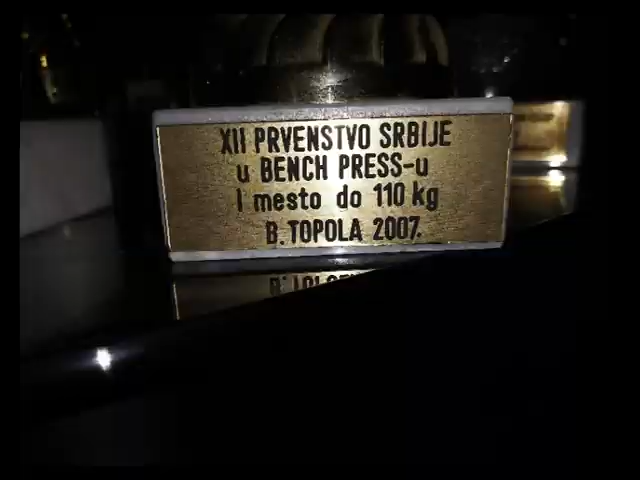 XII PRVENSTVO SRBIJE
u BENCH PRESS-u
I mesto do 110 kg
B. TOPOLA 2007.